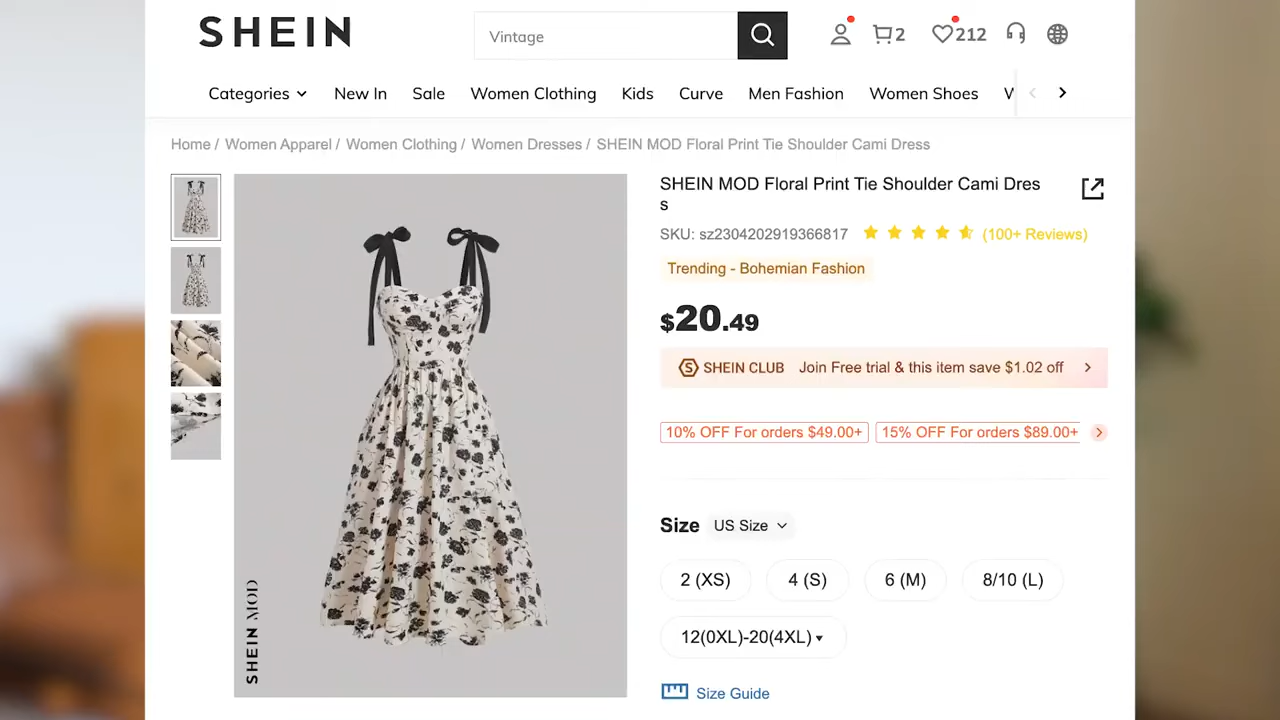 SHEIN
Vintage
2
212
Categories
New In
Sale
Women Clothing
Kids
Curve
Men Fashion
Women Shoes
Home / Women Apparel / Women Clothing / Women Dresses / SHEIN MOD Floral Print Tie Shoulder Cami Dress
SHEIN MOD Floral Print Tie Shoulder Cami Dres
s
SKU: sz2304202919366817
(100+ Reviews)
Trending - Bohemian Fashion
$20.49
S SHEIN CLUB Join Free trial & this item save $1.02 off
10% OFF For orders $49.00+
15% OFF For orders $89.00+
Size US Size
2 (XS)
4 (S)
6 (M)
8/10 (L)
12(0XL)-20(4XL)
Size Guide
SHEIN MOD